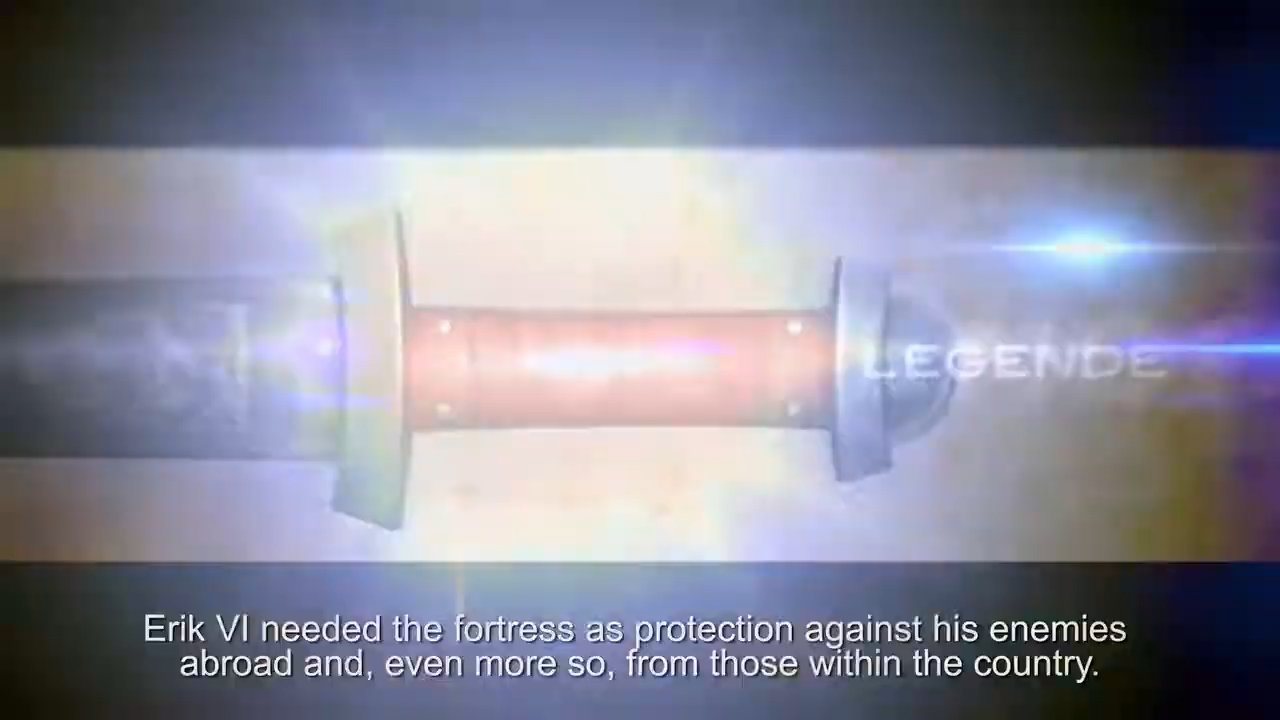 LEGENDE
Erik VI needed the fortress as protection against his enemies
abroad and, even more so, from those within the country.